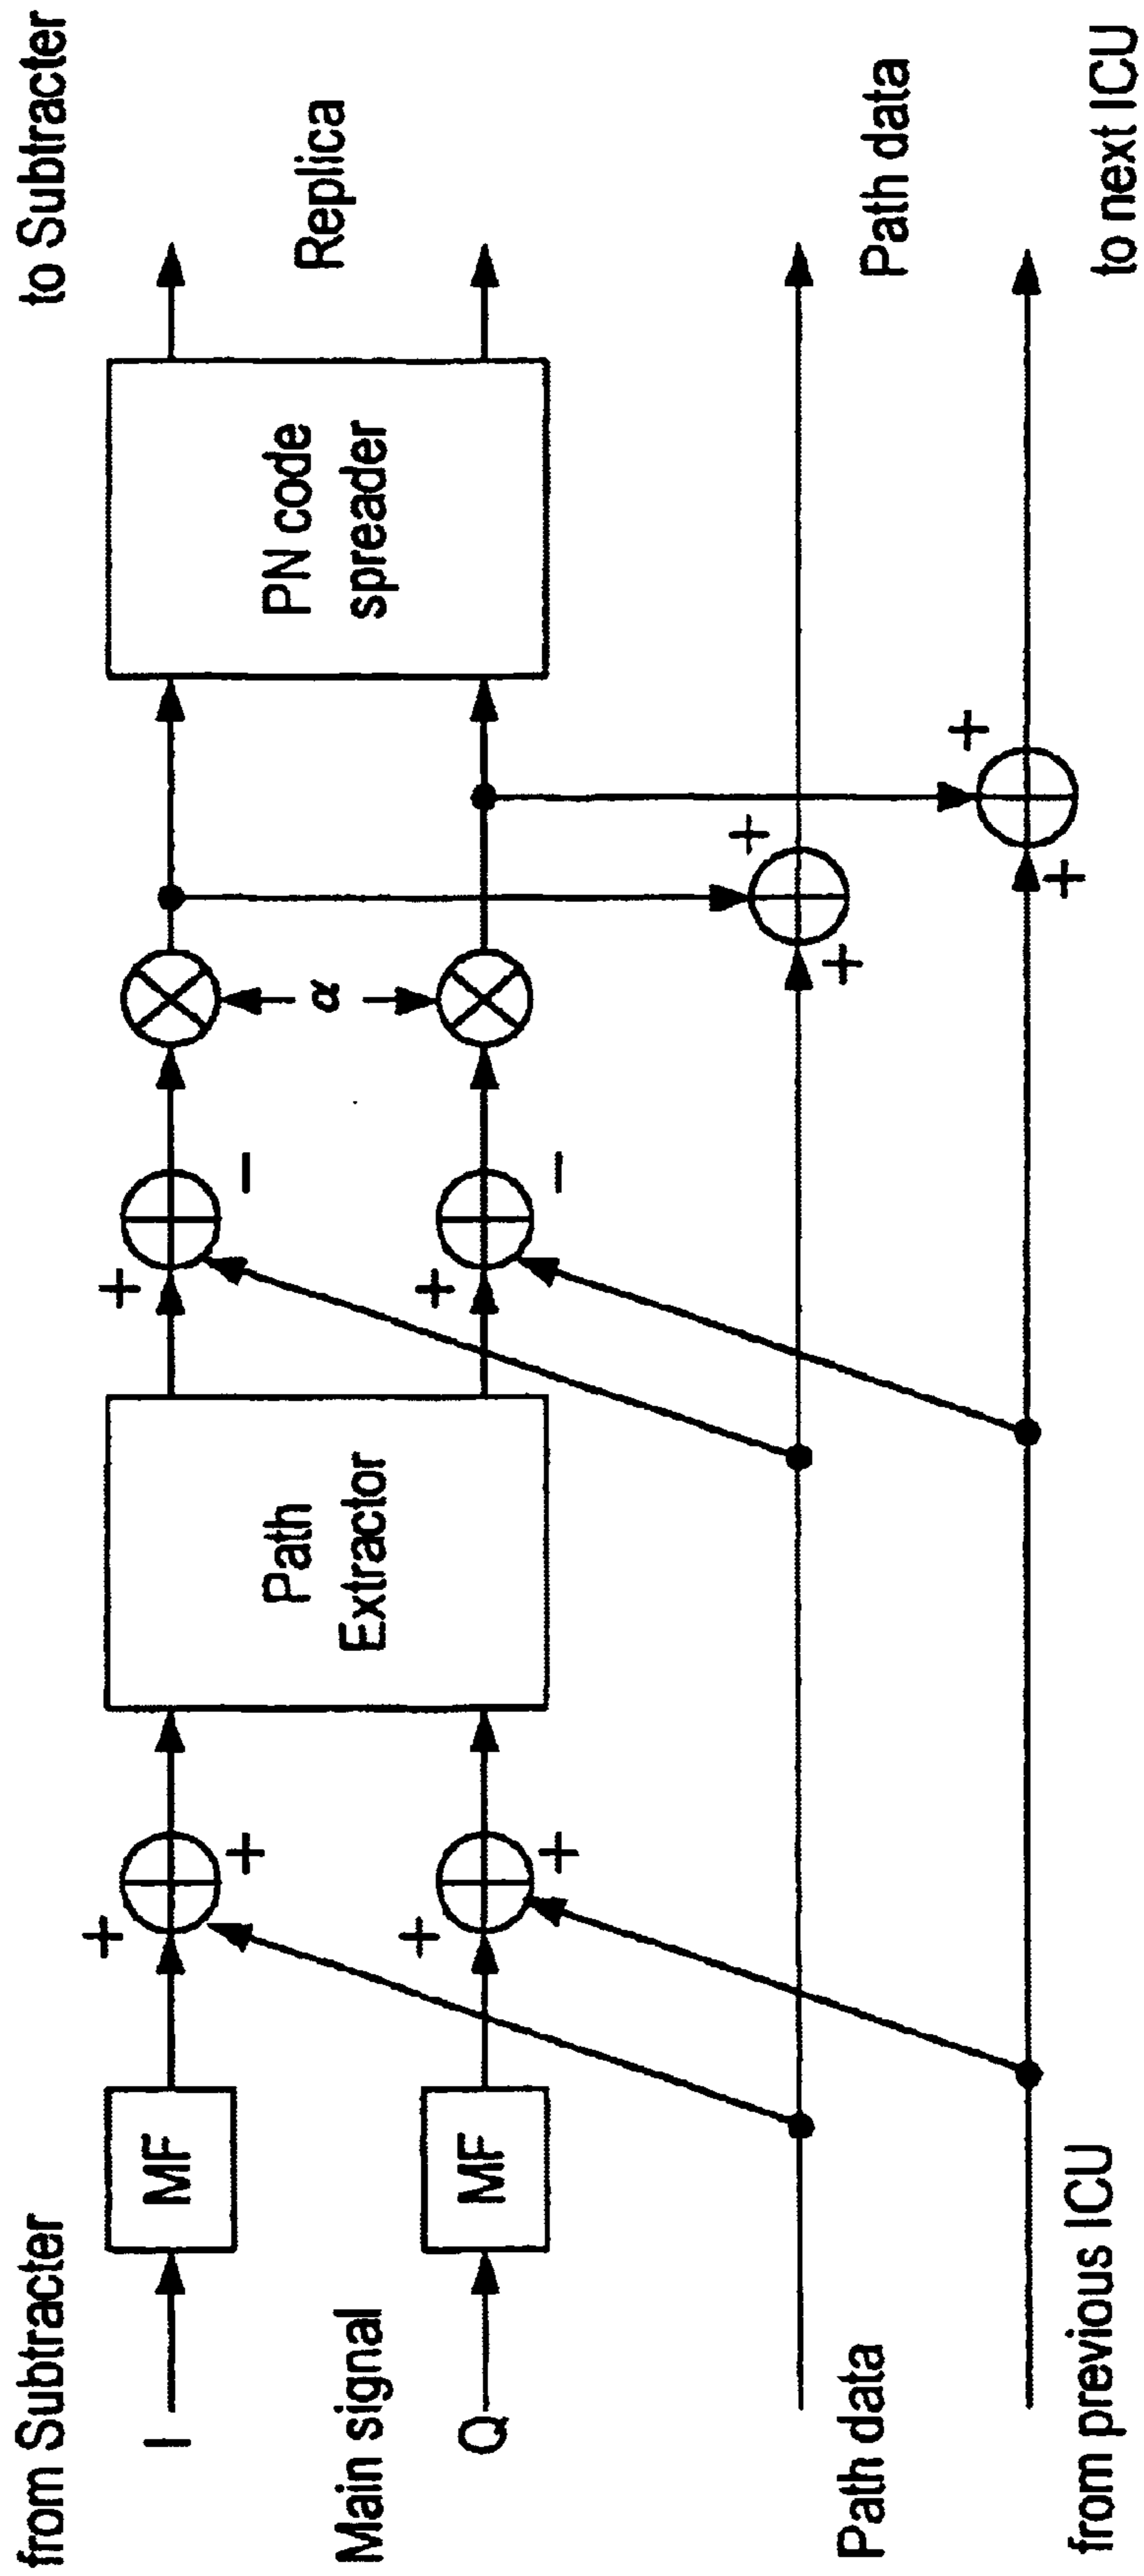 from Subtracter
I
Main signal
Q
MF
MF
+
+
+
+
Path
Extractor
+
−
+
−
α
PN code
spreader
to Subtracter
Replica
Path data
from previous ICU
+
+
+
+
Path data
to next ICU